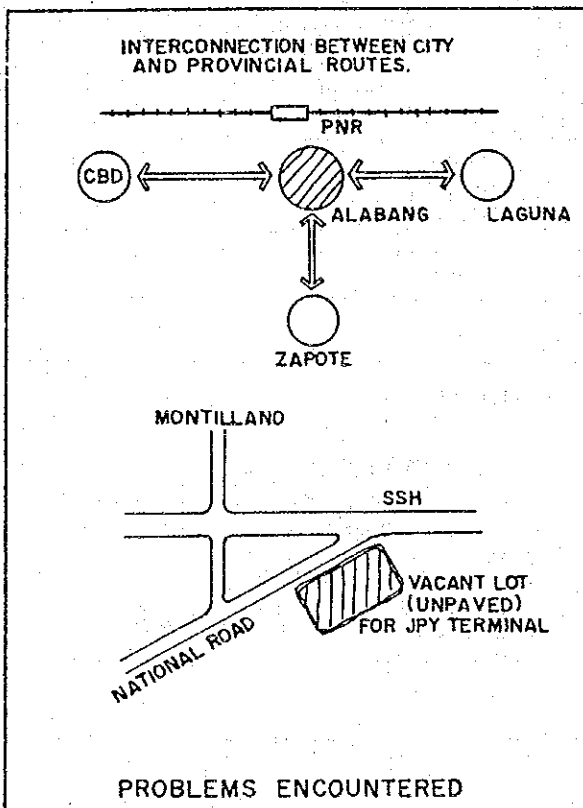 INTERCONNECTION BETWEEN CITY
AND PROVINCIAL ROUTES.
PNR
CBD
ALABANG
LAGUNA
ZAPOTE
MONTILLAND
SSH
VACANT LOT
(UNPAVED)
FOR JPY TERMINAL
NATIONAL ROAD
PROBLEMS ENCOUNTERED